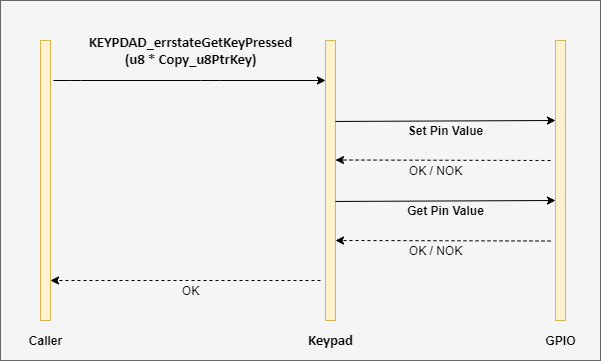 KEYPDAD_errstateGetKeyPressed
(u8 * Copy_u8PtrKey)
Set Pin Value
OK / NOK
Get Pin Value
OK / NOK
OK
Caller
Keypad
GPIO